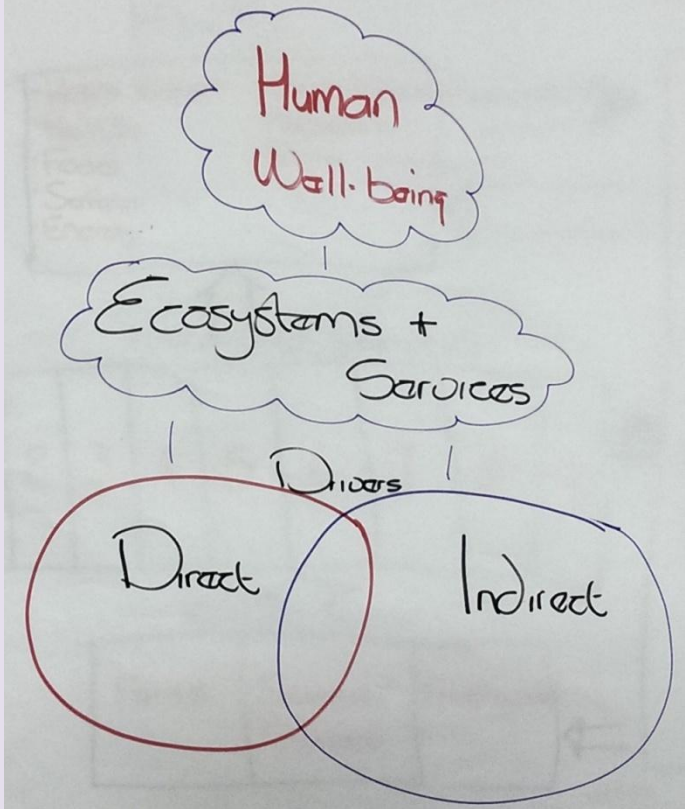 Human
Well-being
Ecosystems +
Services
Drivers
Direct
Indirect